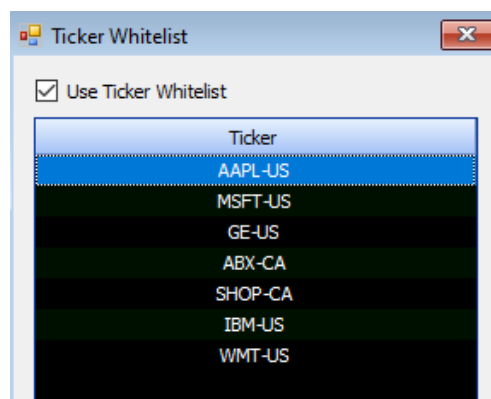 Ticker Whitelist
Use Ticker Whitelist
Ticker
AAPL-US
MSFT-US
GE-US
ABX-CA
SHOP-CA
IBM-US
WMT-US